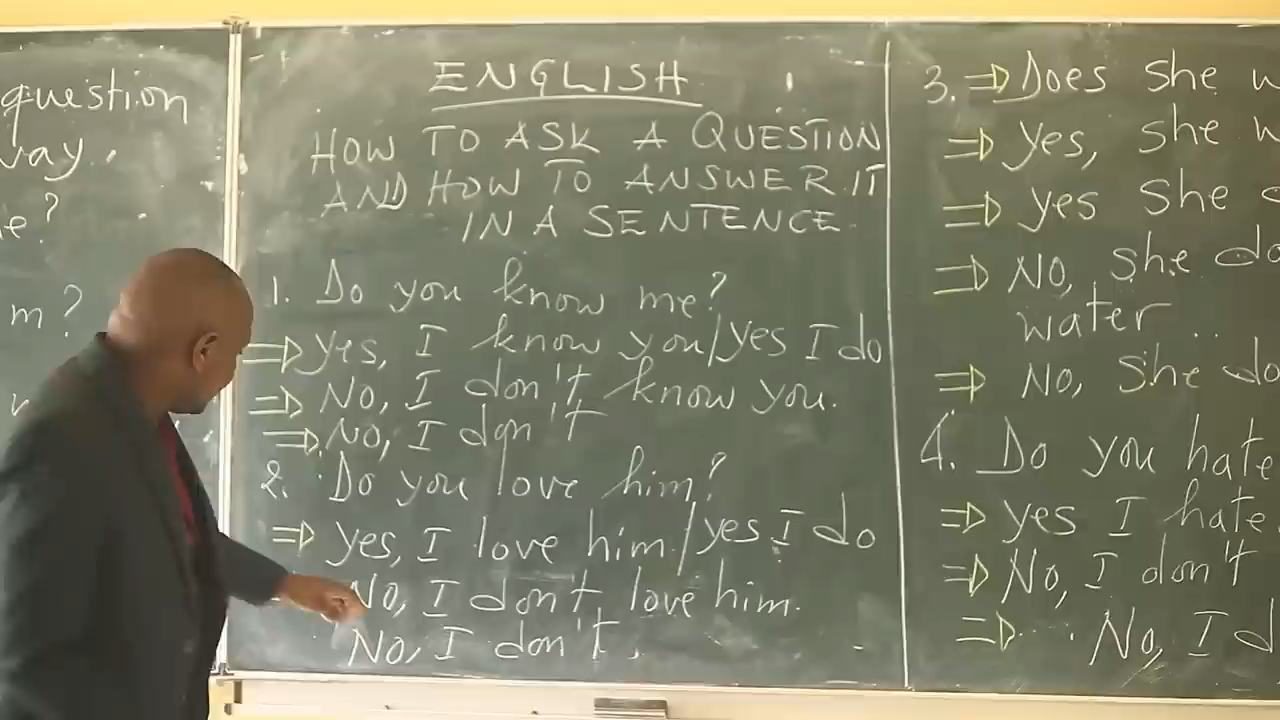 question
way.
e?
m?
ENGLISH
HOW TO ASK A QUESTION
AND HOW TO ANSWER IT
IN A SENTENCE.
1. Do you know me?
⇒ yes, I know you/yes I do
⇒ No, I don't know you.
⇒ No, I don't
2. Do you love him?
⇒ yes, I love him/yes I do
No, I don't love him.
No, I don't.
3. ⇒ Does she w
⇒ yes, she w
⇒ yes she
⇒ No, she do
water..
⇒ No, she do
4. Do you hate
⇒ yes I hate
⇒ No, I don't
⇒ No, I d